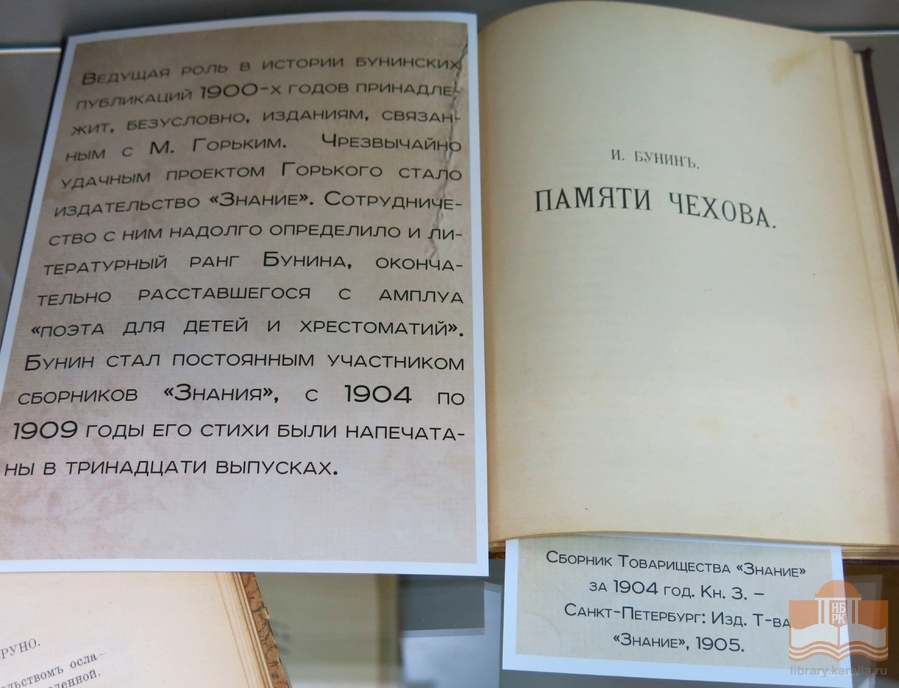 Ведущая роль в истории бунинских
публикаций 1900-х годов принадле-
жит, безусловно, изданиям, связан-
ным с М. Горьким. Чрезвычайно
удачным проектом Горького стало
издательство «Знание». Сотрудниче-
ство с ним надолго определило и ли-
тературный ранг Бунина, оконча-
тельно расставшегося с амплуа
«поэта для детей и хрестоматий».
Бунин стал постоянным участником
сборников «Знания», с 1904 по
1909 годы его стихи были напечата-
ны в тринадцати выпусках.
И. БУНИНЪ.
ПАМЯТИ ЧЕХОВА.
Сборник Товарищества «Знание»
за 1904 год. Кн. 3. –
Санкт-Петербург: Изд. Т-ва
«Знание», 1905.
РУНО.
льствомъ осла-
ленной.
НБ
РК
library.karelia.ru